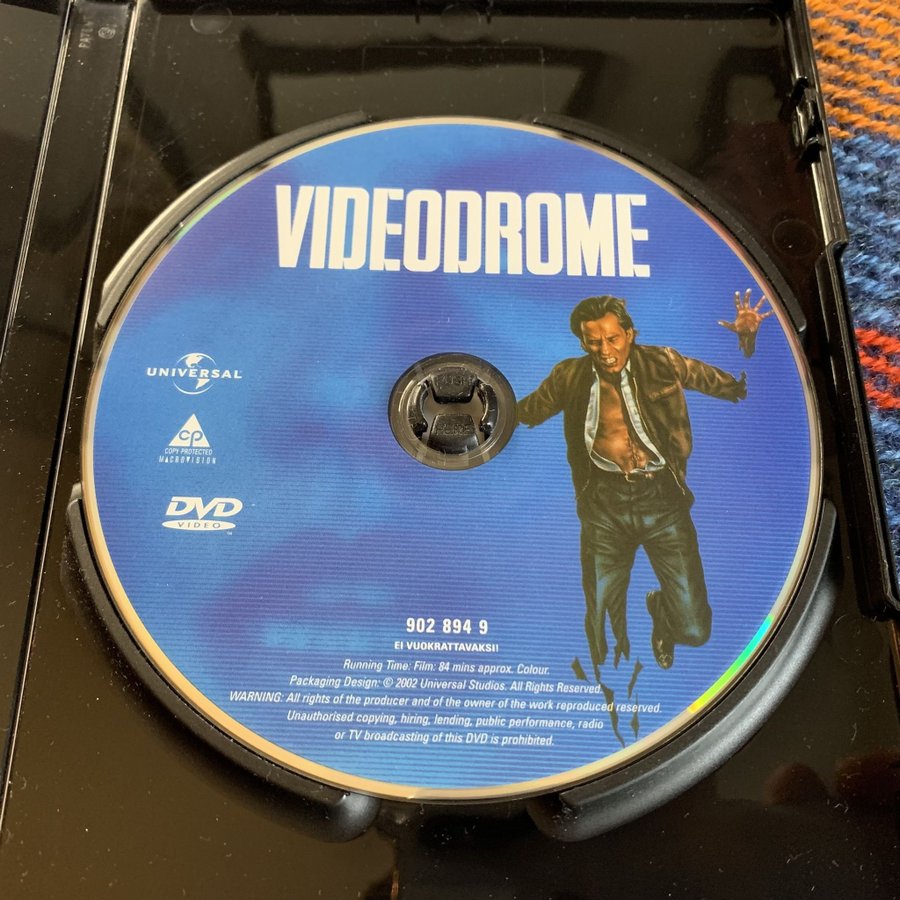 VIDEODROME
UNIVERSAL
CP
COPY PROTECTED
MACROVISION
DVD
VIDEO
902 894 9
EI VUOKRATTAVAKSI!
Running Time: Film: 84 mins approx. Colour.
Packaging Design: © 2002 Universal Studios. All Rights Reserved.
WARNING: All rights of the producer and of the owner of the work reproduced reserved.
Unauthorised copying, hiring, lending, public performance, radio
or TV broadcasting of this DVD is prohibited.